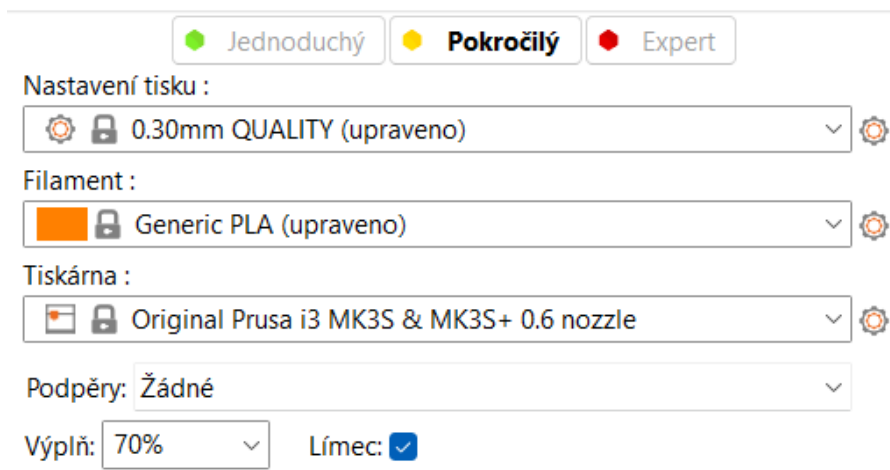 Jednoduchý Pokročilý Expert
Nastavení tisku :
0.30mm QUALITY (upraveno)
Filament :
Generic PLA (upraveno)
Tiskárna :
Original Prusa i3 MK3S & MK3S+ 0.6 nozzle
Podpěry: Žádné
Výplň: 70% Límec: